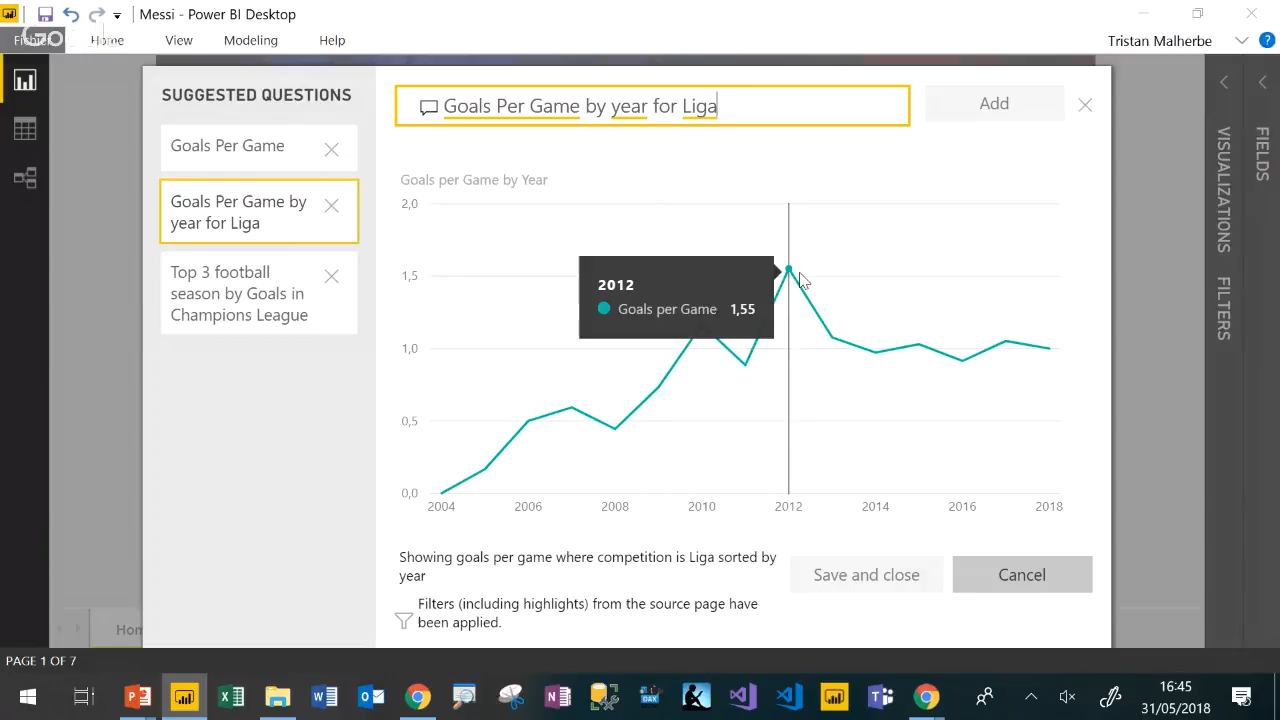 Messi - Power BI Desktop
Go
Home
View
Modeling
Help
Tristan Malherbe
SUGGESTED QUESTIONS
Goals Per Game
Goals Per Game by
year for Liga
Top 3 football
season by Goals in
Champions League
Goals Per Game by year for Liga
Add
Goals per Game by Year
2,0
1,5
1,0
0,5
0,0
2012
Goals per Game 1,55
2004 2006 2008 2010 2012 2014 2016 2018
Showing goals per game where competition is Liga sorted by
year
Filters (including highlights) from the source page have
been applied.
Save and close
Cancel
VISUALIZATIONS
FILTERS
FIELDS
PAGE 1 OF 7
16:45
31/05/2018